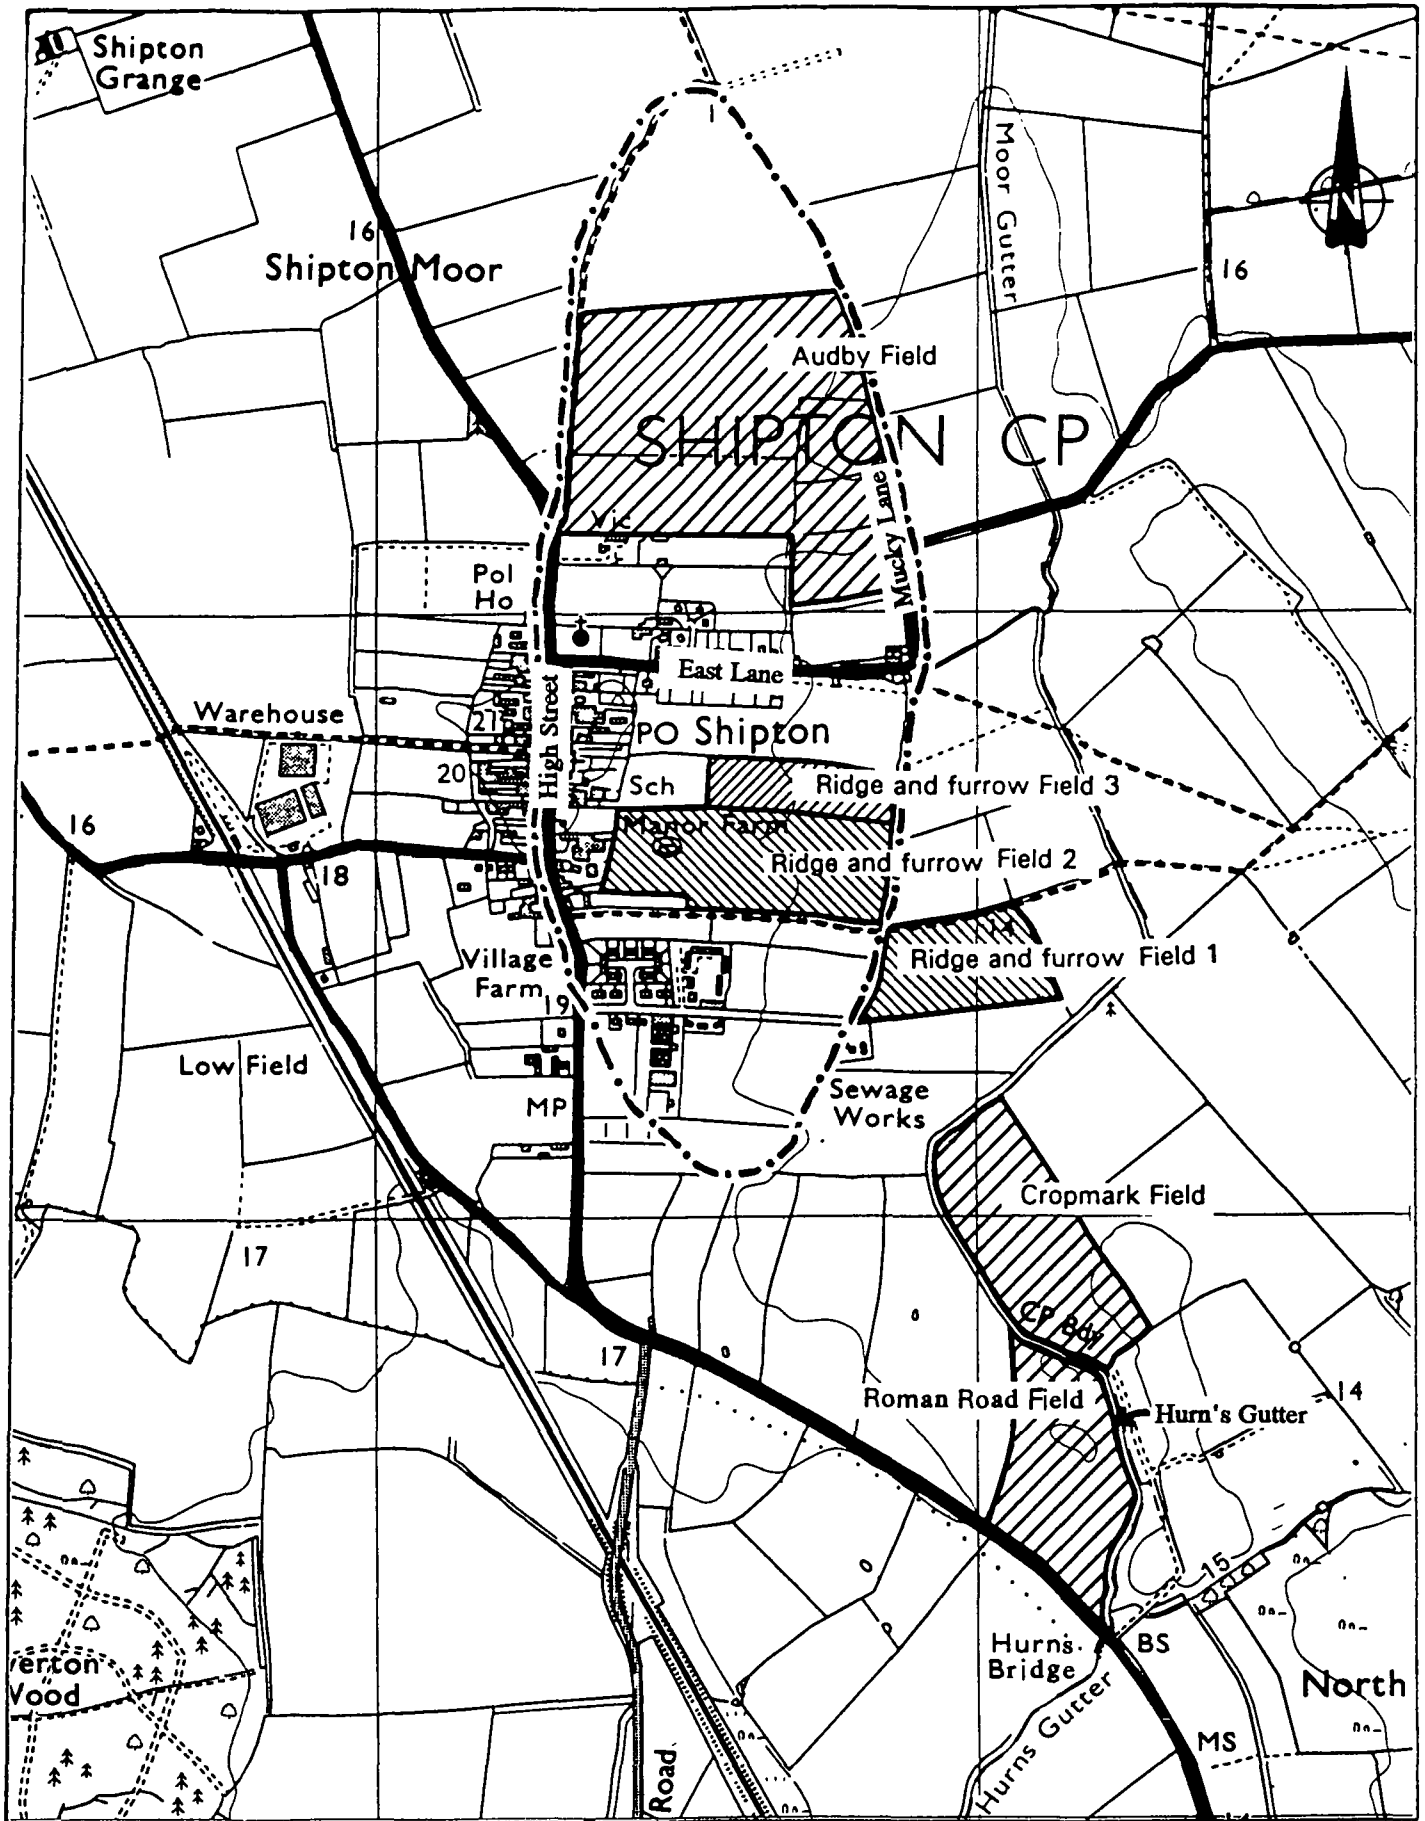 Shipton
Grange
Moor Gutter
N
16
Shipton Moor
16
Audby Field
SHIPTON CP
Mucky Lane
Vic
Pol
Ho
East Lane
High Street
Warehouse
21
PO Shipton
20
Sch
Ridge and furrow Field 3
16
Manor Farm
Ridge and furrow Field 2
18
14
Village
Farm
Ridge and furrow Field 1
19
Low Field
Sewage
Works
MP
Cropmark Field
17
CP Bdy
17
Roman Road Field
14
Hurn's Gutter
15
Hurns
Bridge
BS
erton
Wood
North
Hurns Gutter
MS
Road